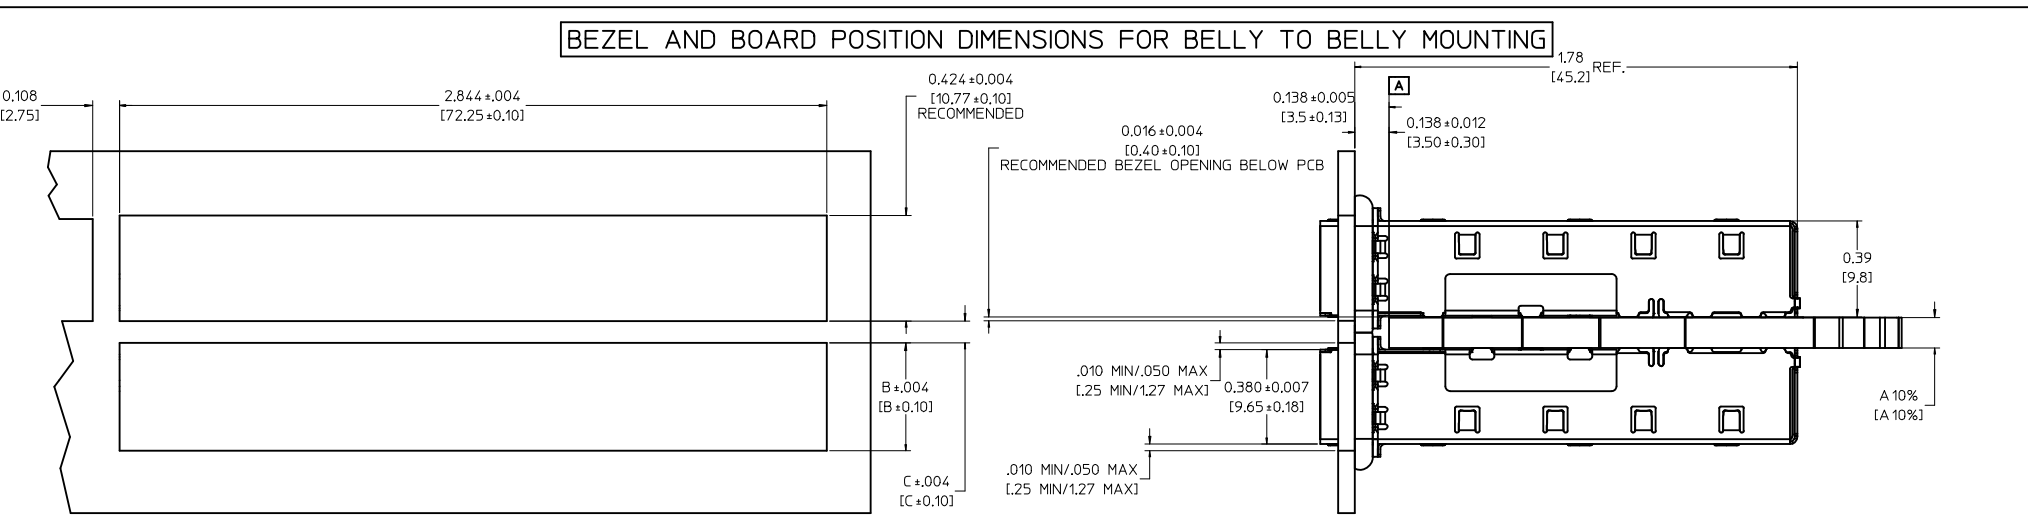 BEZEL AND BOARD POSITION DIMENSIONS FOR BELLY TO BELLY MOUNTING
0.108
[2.75]
2.844 ±.004
[72.25 ±0.10]
0.424 ±0.004
[10.77 ±0.10]
RECOMMENDED
0.016 ±0.004
[0.40 ±0.10]
RECOMMENDED BEZEL OPENING BELOW PCB
0.138 ±0.005
[3.5 ±0.13]
1.78
[45.2] REF.
A
0.138 ±0.012
[3.50 ±0.30]
0.39
[9.8]
B ±.004
[B ±0.10]
C ±.004
[C ±0.10]
.010 MIN/.050 MAX
[.25 MIN/1.27 MAX]
0.380 ±0.007
[9.65 ±0.18]
.010 MIN/.050 MAX
[.25 MIN/1.27 MAX]
A 10%
[A 10%]